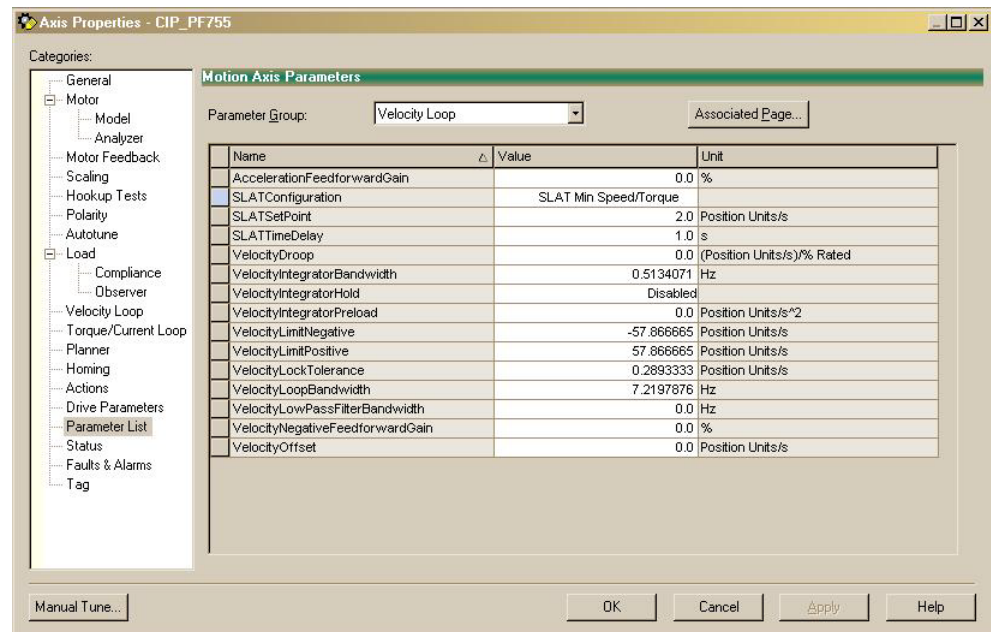 Axis Properties - CIP_PF755
Categories:
General
Motor
Model
Analyzer
Motor Feedback
Scaling
Hookup Tests
Polarity
Autotune
Load
Compliance
Observer
Velocity Loop
Torque/Current Loop
Planner
Homing
Actions
Drive Parameters
Parameter List
Status
Faults & Alarms
Tag
Motion Axis Parameters
Parameter Group: Velocity Loop Associated Page...
Name Value Unit
AccelerationFeedforwardGain 0.0 %
SLATConfiguration SLAT Min Speed/Torque
SLATSetPoint 2.0 Position Units/s
SLATTimeDelay 1.0 s
VelocityDroop 0.0 (Position Units/s)/% Rated
VelocityIntegratorBandwidth 0.5134071 Hz
VelocityIntegratorHold Disabled
VelocityIntegratorPreload 0.0 Position Units/s^2
VelocityLimitNegative -57.866665 Position Units/s
VelocityLimitPositive 57.866665 Position Units/s
VelocityLockTolerance 0.2893333 Position Units/s
VelocityLoopBandwidth 7.2197876 Hz
VelocityLowPassFilterBandwidth 0.0 Hz
VelocityNegativeFeedforwardGain 0.0 %
VelocityOffset 0.0 Position Units/s
Manual Tune... OK Cancel Apply Help